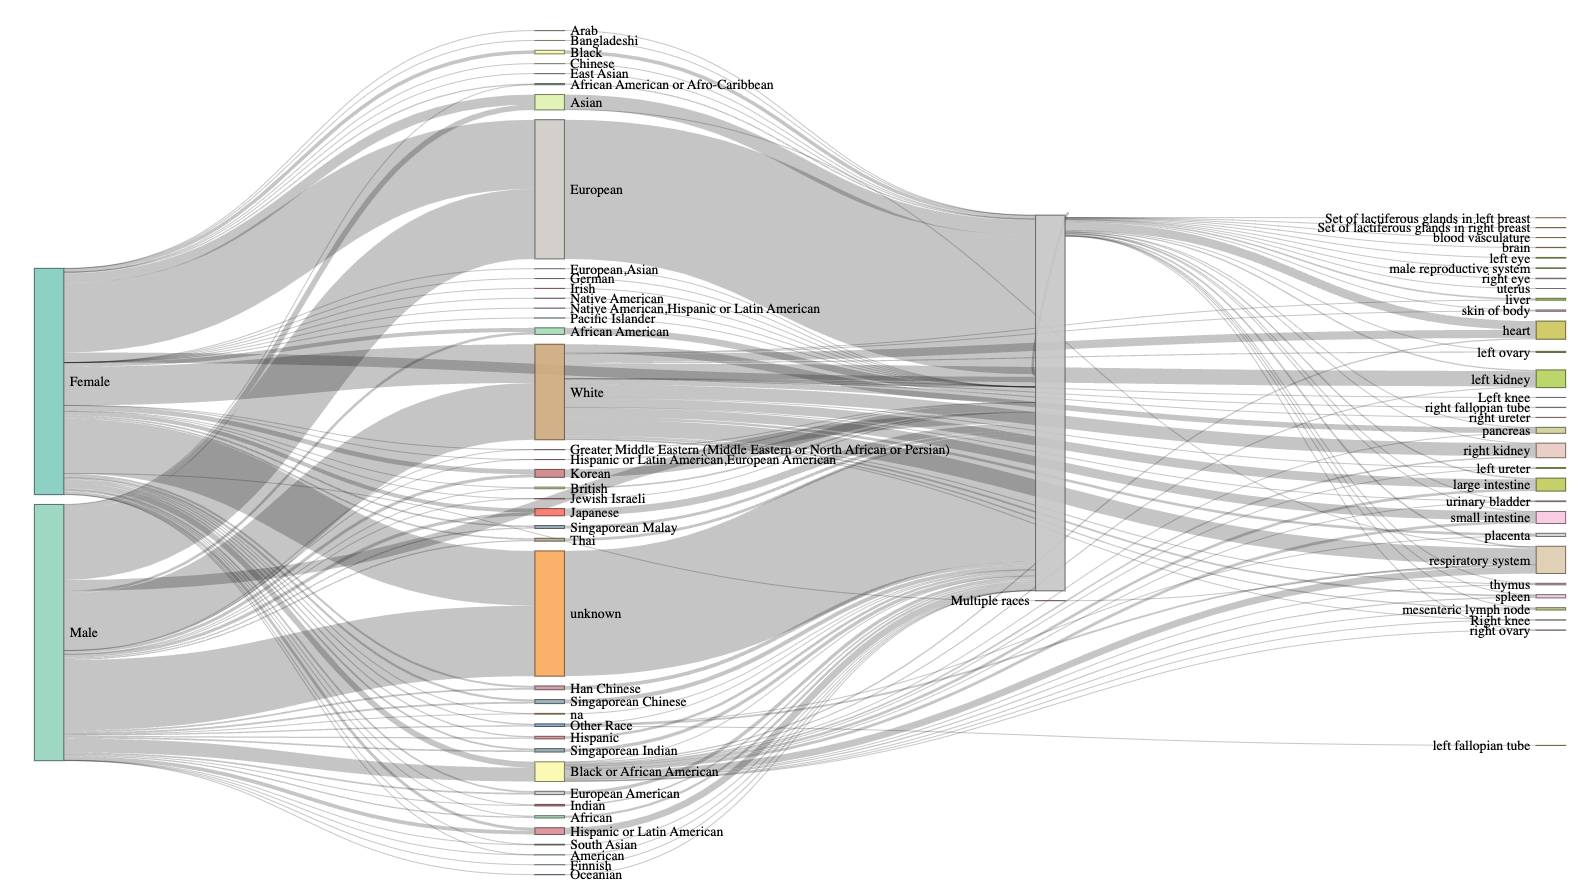 Female
Male
Arab
Bangladeshi
Black
Chinese
East Asian
African American or Afro-Caribbean
Asian
European
European,Asian
German
Irish
Native American
Native American,Hispanic or Latin American
Pacific Islander
African American
White
Greater Middle Eastern (Middle Eastern or North African or Persian)
Hispanic or Latin American,European American
Korean
British
Jewish Israeli
Japanese
Singaporean Malay
Thai
unknown
Han Chinese
Singaporean Chinese
na
Other Race
Hispanic
Singaporean Indian
Black or African American
European American
Indian
African
Hispanic or Latin American
South Asian
American
Finnish
Oceanian
Multiple races
Set of lactiferous glands in left breast
Set of lactiferous glands in right breast
blood vasculature
brain
left eye
male reproductive system
right eye
uterus
liver
skin of body
heart
left ovary
left kidney
Left knee
right fallopian tube
right ureter
pancreas
right kidney
left ureter
large intestine
urinary bladder
small intestine
placenta
respiratory system
thymus
spleen
mesenteric lymph node
Right knee
right ovary
left fallopian tube